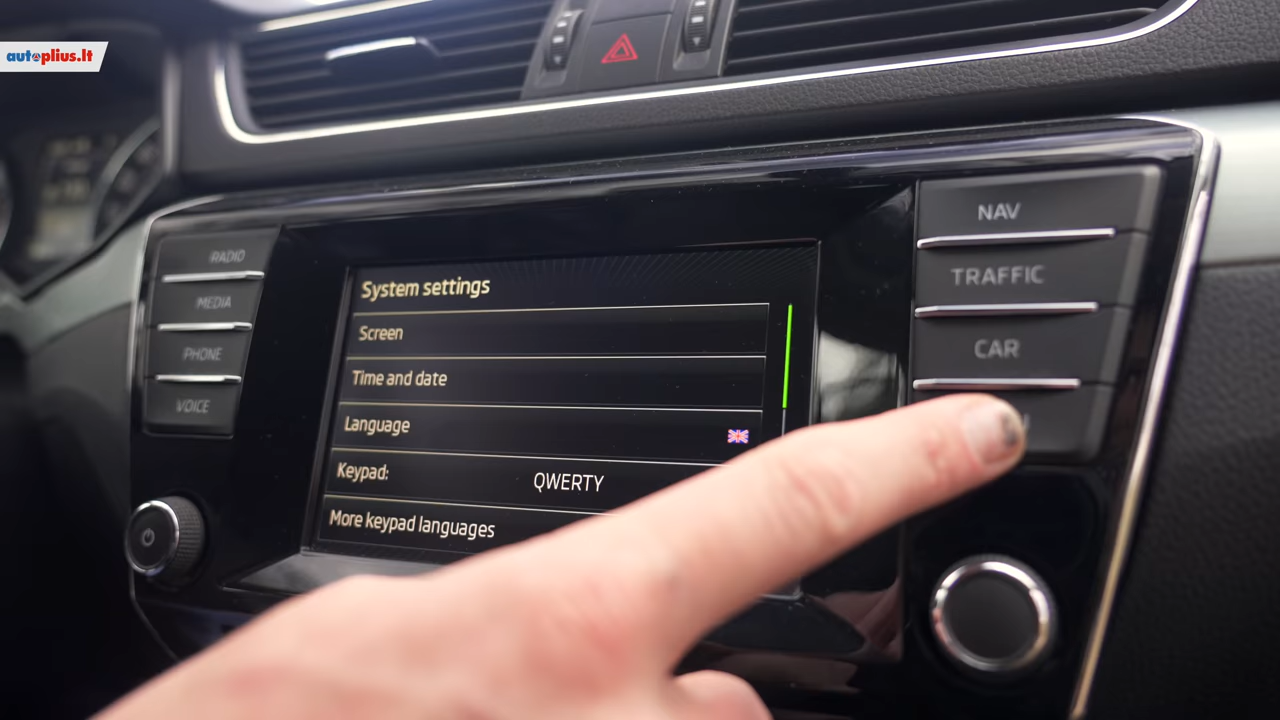 autoplius.lt
RADIO
MEDIA
PHONE
VOICE
System settings
Screen
Time and date
Language
Keypad: QWERTY
More keypad languages
NAV
TRAFFIC
CAR